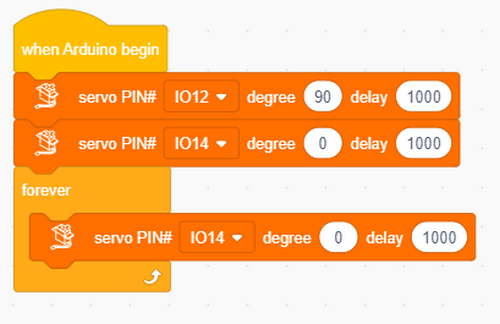 when Arduino begin
servo PIN# IO12 degree 90 delay 1000
servo PIN# IO14 degree 0 delay 1000
forever
servo PIN# IO14 degree 0 delay 1000